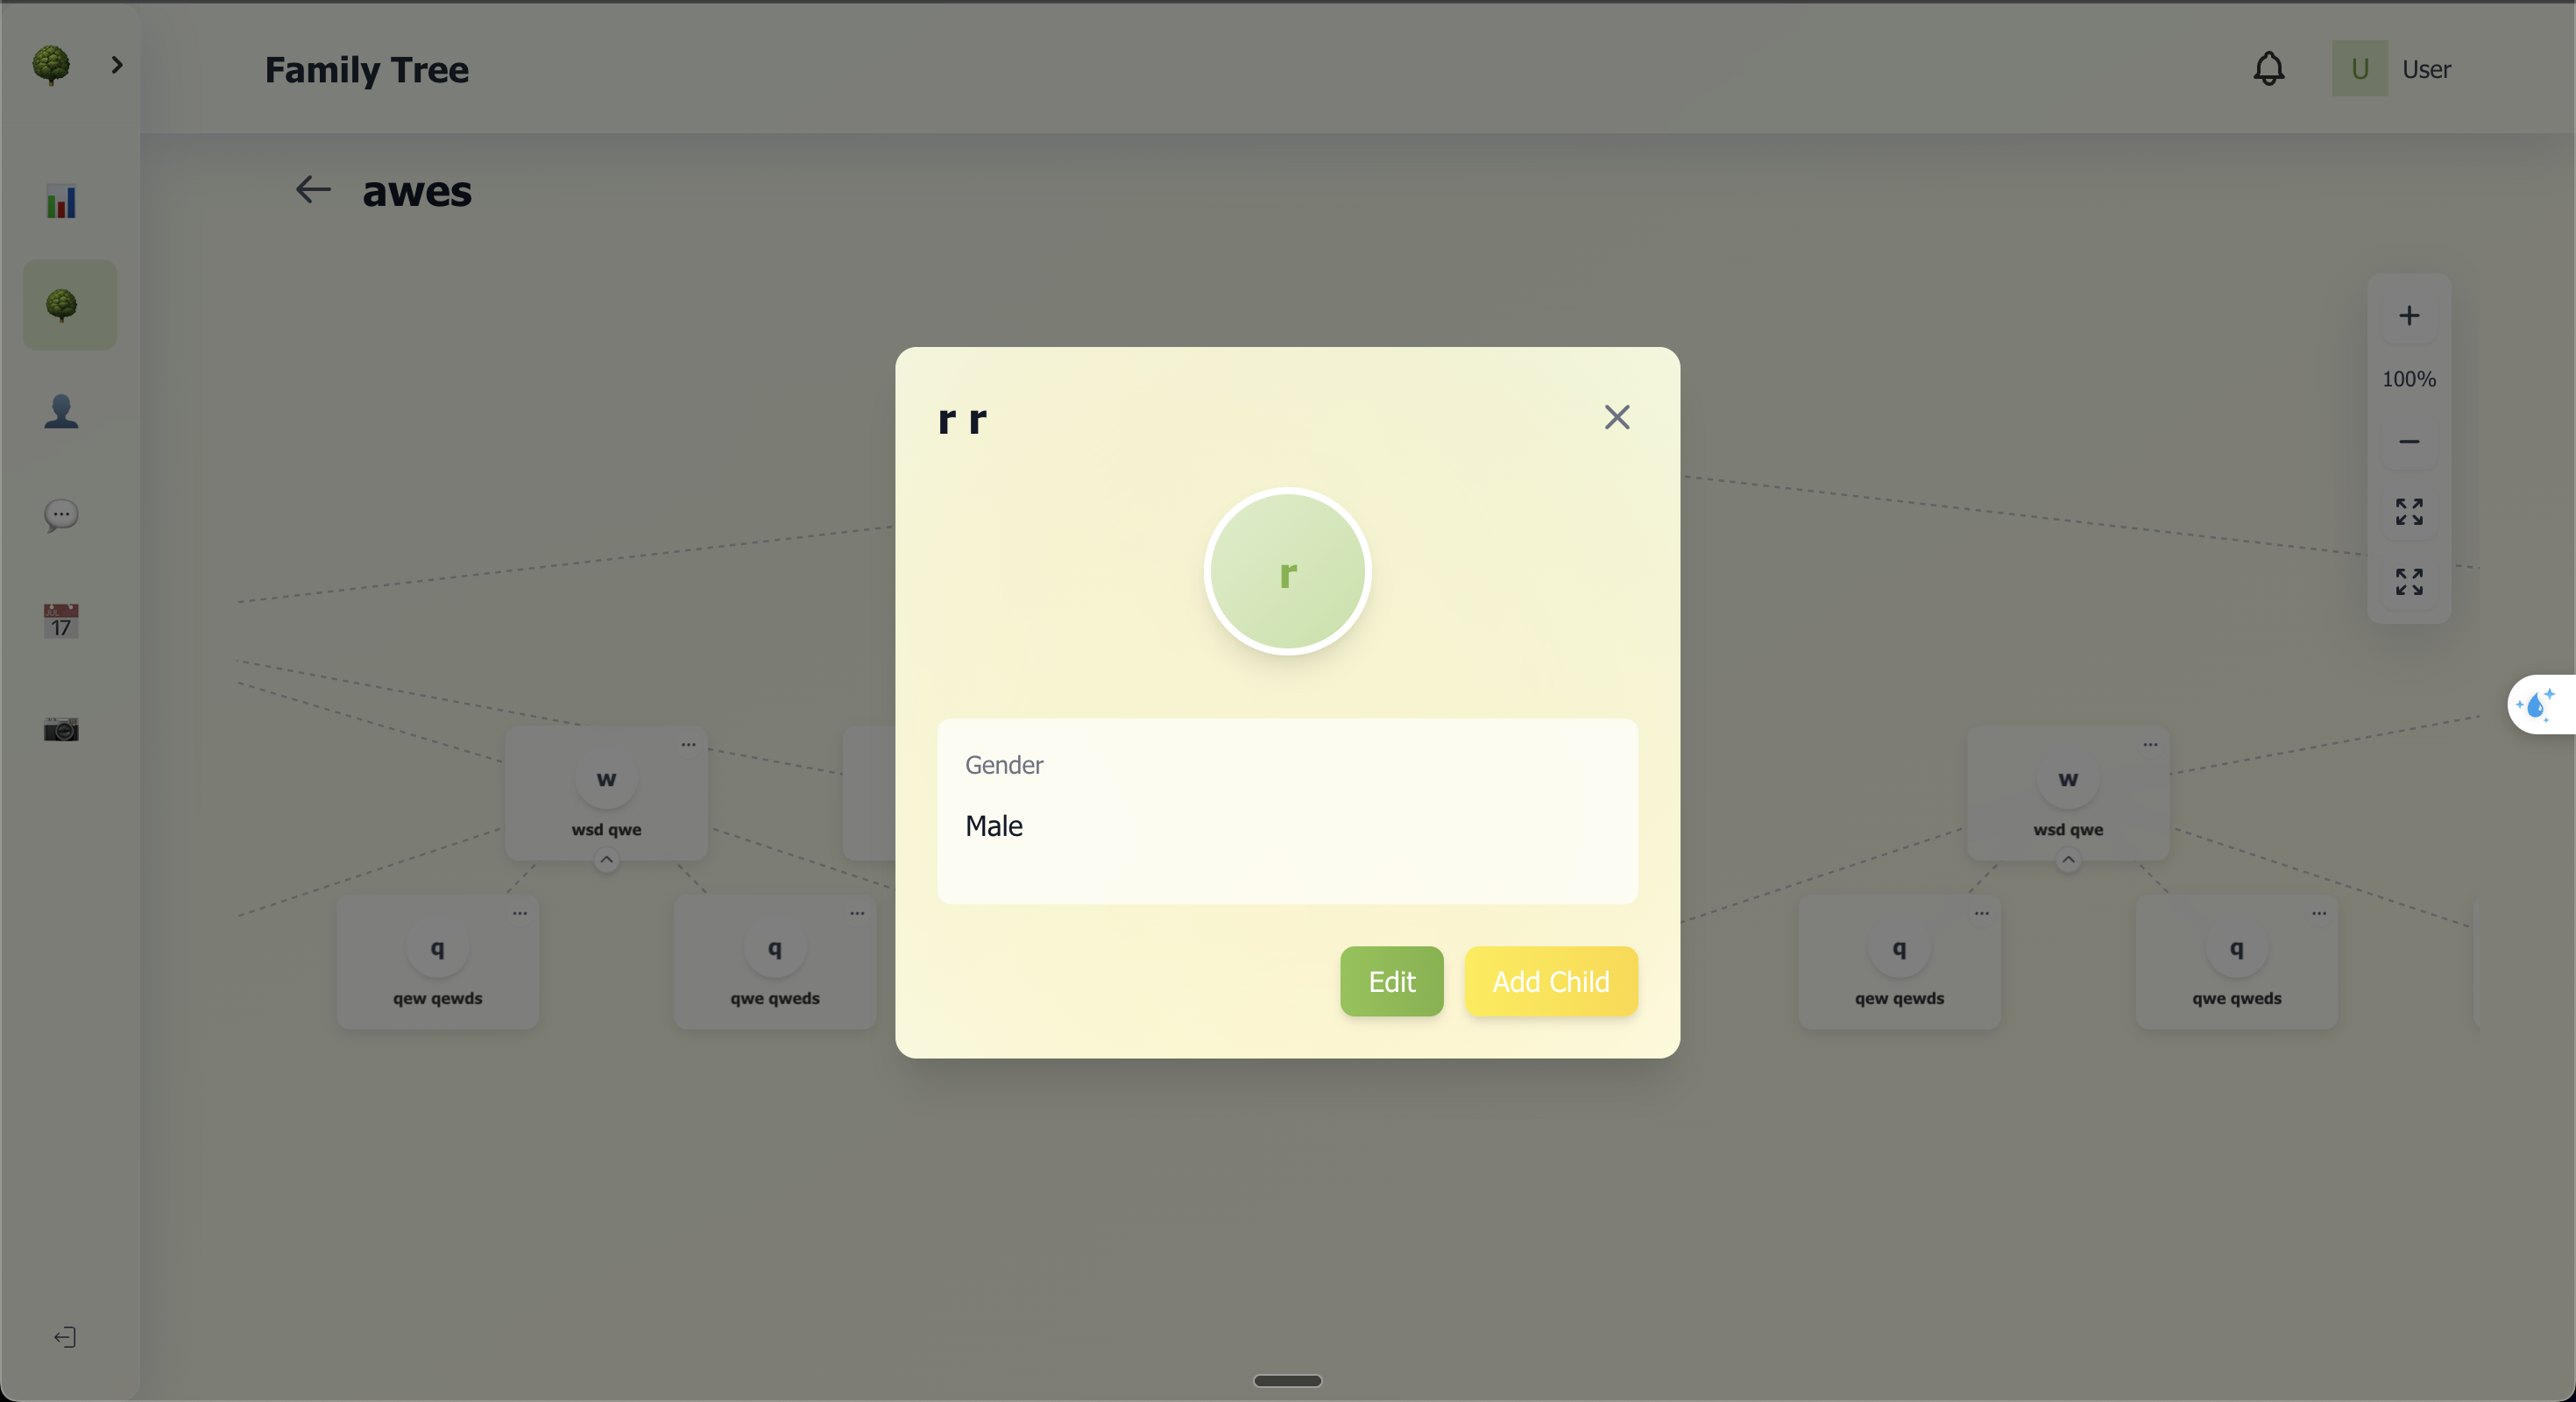 Family Tree
U
User
awes
+
100%
−
r r
r
Gender
Male
Edit
Add Child
w
wsd qwe
w
wsd qwe
q
qew qewds
q
qwe qweds
q
qew qewds
q
qwe qweds
JUL
17